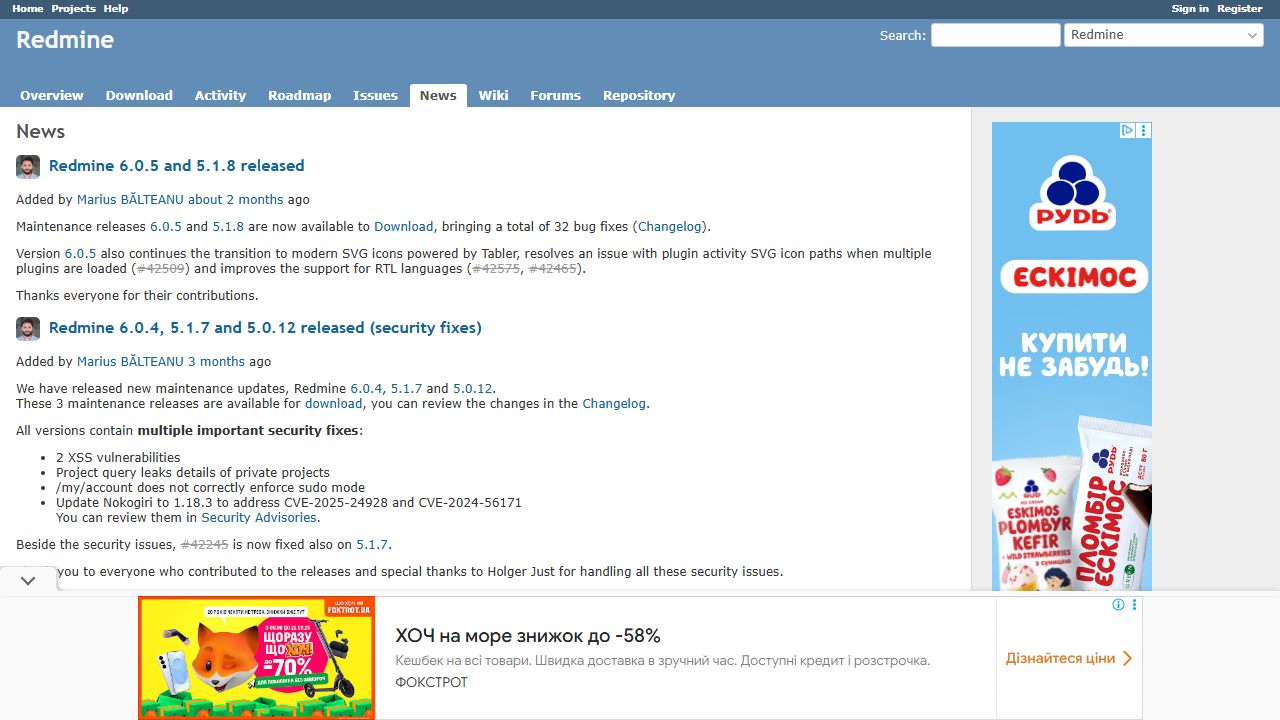 Home Projects Help
Sign in Register
Redmine
Search:
Redmine
Overview Download Activity Roadmap Issues News Wiki Forums Repository
News
Redmine 6.0.5 and 5.1.8 released
Added by Marius BĂLTEANU about 2 months ago
Maintenance releases 6.0.5 and 5.1.8 are now available to Download, bringing a total of 32 bug fixes (Changelog).
Version 6.0.5 also continues the transition to modern SVG icons powered by Tabler, resolves an issue with plugin activity SVG icon paths when multiple
plugins are loaded (#42509) and improves the support for RTL languages (#42575, #42465).
Thanks everyone for their contributions.
Redmine 6.0.4, 5.1.7 and 5.0.12 released (security fixes)
Added by Marius BĂLTEANU 3 months ago
We have released new maintenance updates, Redmine 6.0.4, 5.1.7 and 5.0.12.
These 3 maintenance releases are available for download, you can review the changes in the Changelog.
All versions contain multiple important security fixes:
• 2 XSS vulnerabilities
• Project query leaks details of private projects
• /my/account does not correctly enforce sudo mode
• Update Nokogiri to 1.18.3 to address CVE-2025-24928 and CVE-2024-56171
You can review them in Security Advisories.
Beside the security issues, #42245 is now fixed also on 5.1.7.
you to everyone who contributed to the releases and special thanks to Holger Just for handling all these security issues.
РУДЬ
ЕСКІМОС
КУПИТИ
НЕ ЗАБУДЬ!
РУДЬ
ПЛОМБІР
ЕСКІМОС
RUD
ESKIMOS
PLOMBYR
KEFIR
WILD STRAWBERRIES
З СУНИЦЕЮ
ЩО ХОЧ НА
FOXTROT.UA
20 РОКІВ ЧЕКАТИ НЕ ТРЕБА, ЗНИЖКИ ВЖЕ ТУТ
ЩОРАЗУ
ЩО ХОЧ!
ДО -70%
ХОЧ на море знижок до -58%
Кешбек на всі товари. Швидка доставка в зручний час. Доступні кредит і розстрочка.
ФОКСТРОТ
Дізнайтеся ціни